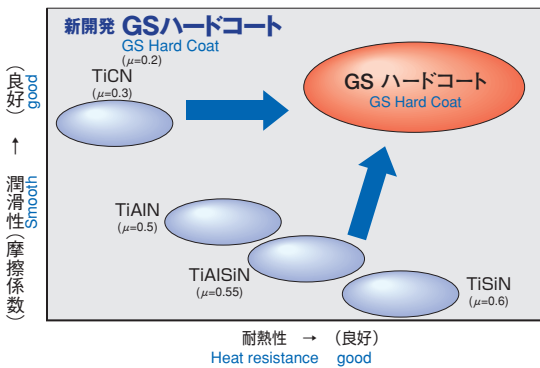 新開発 GSハードコート
GS Hard Coat
(μ=0.2)
TiCN
(μ=0.3)
GS ハードコート
GS Hard Coat
TiAlN
(μ=0.5)
TiAlSiN
(μ=0.55)
TiSiN
(μ=0.6)
潤滑性(摩擦係数) → (良好)
Smooth good
耐熱性 → (良好)
Heat resistance good